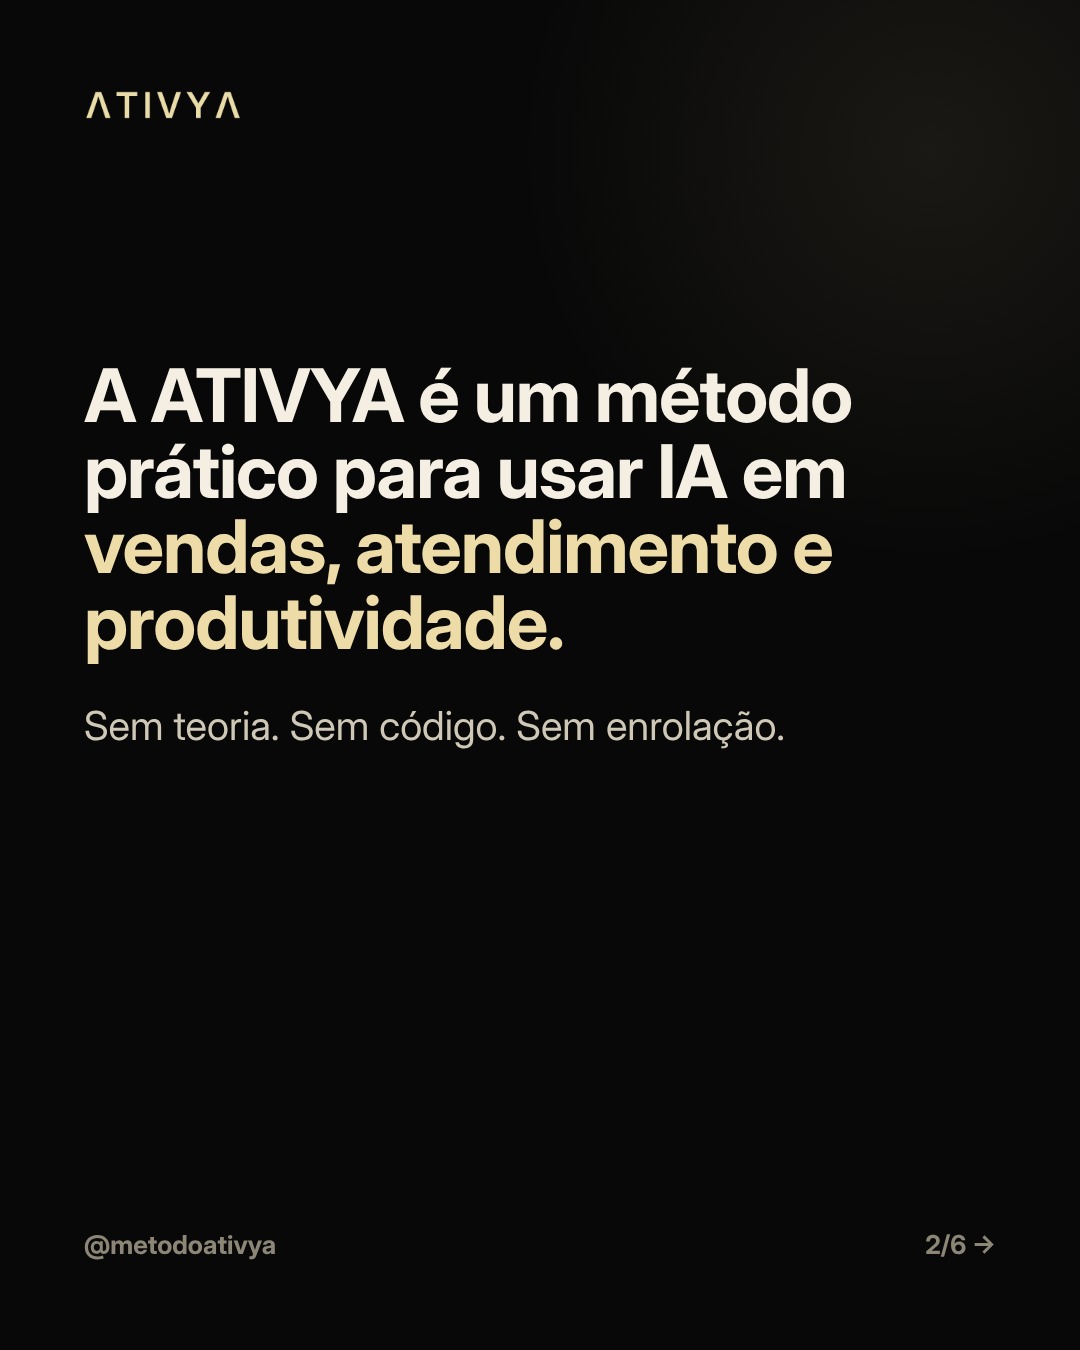 ATIVYA
A ATIVYA é um método
prático para usar IA em
vendas, atendimento e
produtividade.
Sem teoria. Sem código. Sem enrolação.
@metodoativya
2/6 →